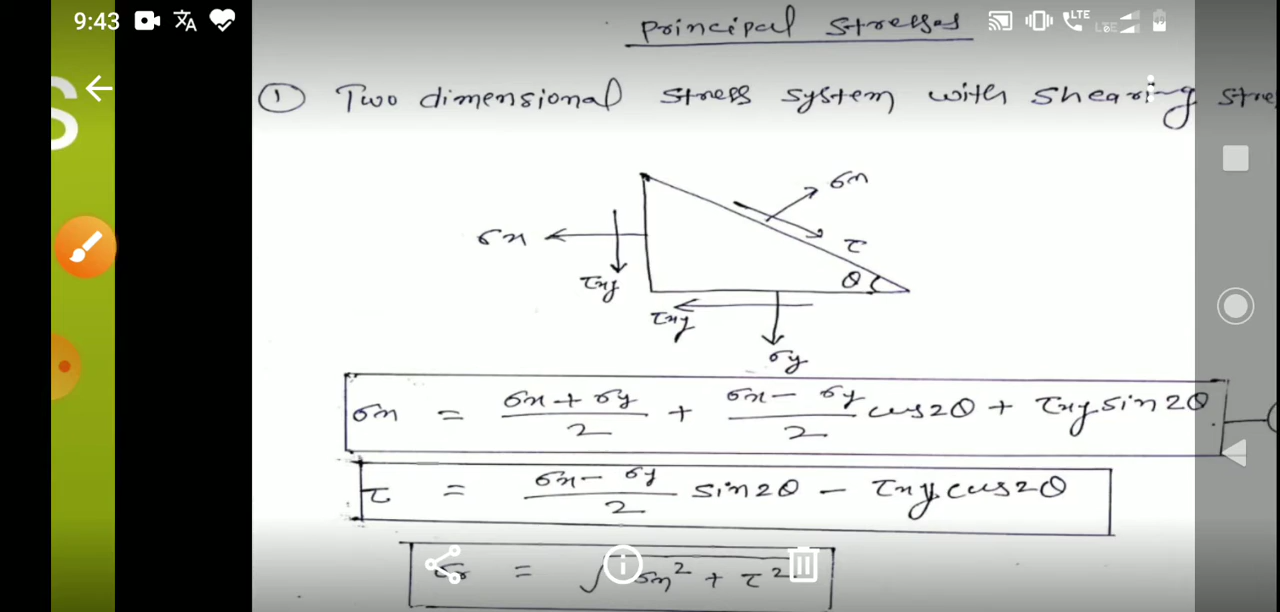 9:43
LTE
Principal stresses
① Two dimensional stress system with shearing stre
σn
σx
τ
τxy
θ
τxy
σy
σn = σx + σy / 2 + σx - σy / 2 cos2θ + τxy sin2θ
τ = σx - σy / 2 sin2θ - τxy cos2θ
= √σn² + τ²